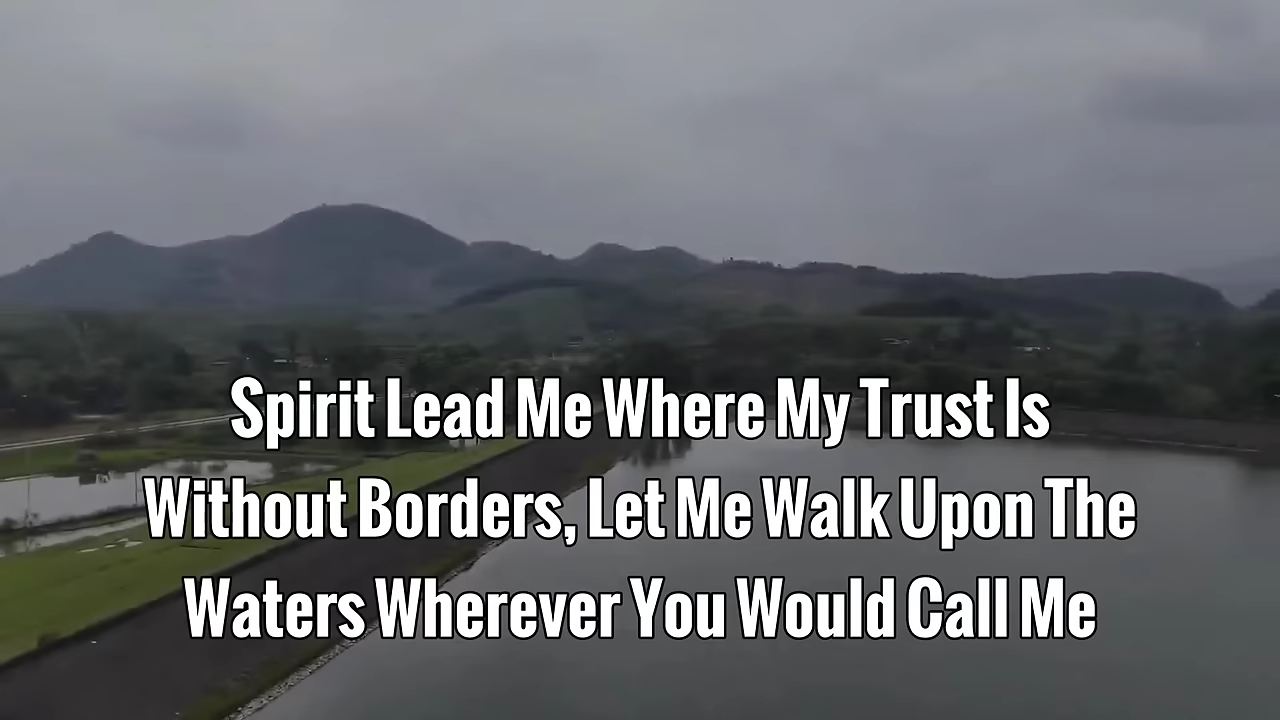 Spirit Lead Me Where My Trust Is
Without Borders, Let Me Walk Upon The
Waters Wherever You Would Call Me